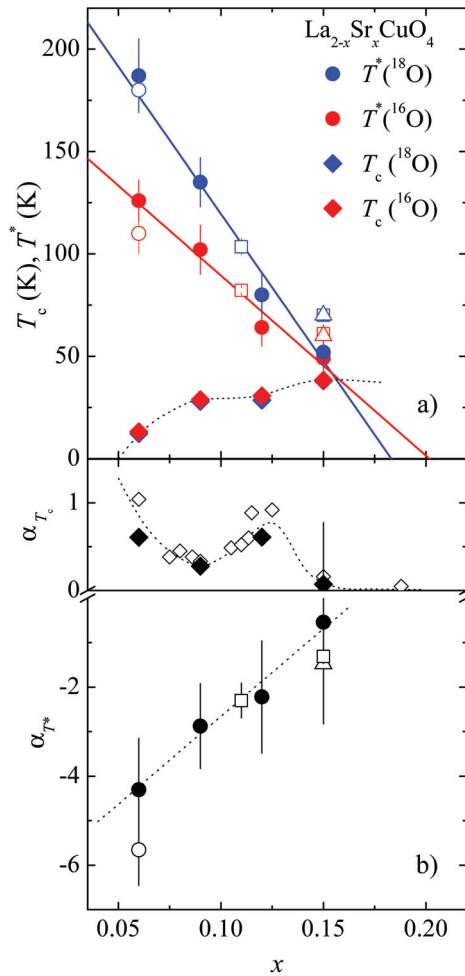 La2-xSrxCuO4
T*(18O)
T*(16O)
Tc(18O)
Tc(16O)
Tc (K), T* (K)
200
150
100
50
0
a)
αTc
1
0
αT*
-2
-4
-6
b)
0.05 0.10 0.15 0.20
x